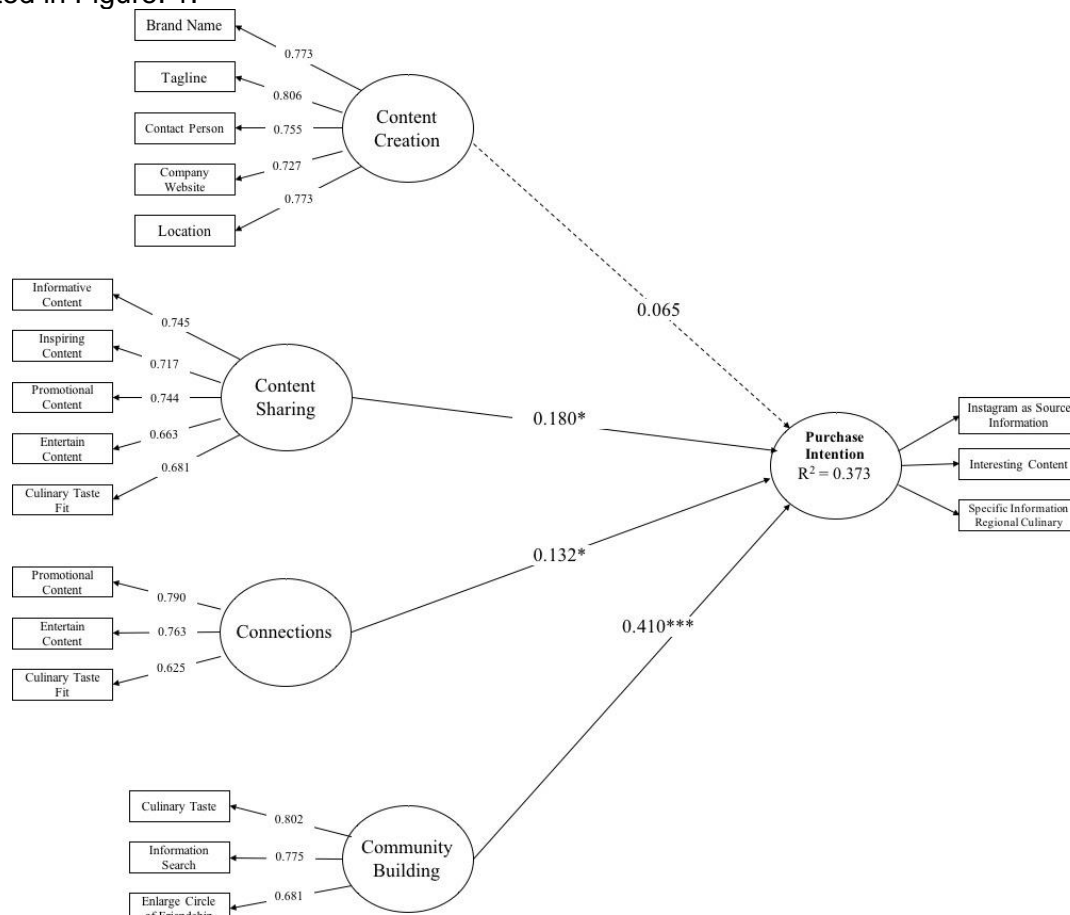 ted in Figure. 1.
Brand Name
0.773
Tagline
0.806
Contact Person
0.755
Company
Website
0.727
Location
0.773
Content
Creation
0.065
Informative
Content
0.745
Inspiring
Content
0.717
Promotional
Content
0.744
Entertain
Content
0.663
Culinary Taste
Fit
0.681
Content
Sharing
0.180*
Promotional
Content
0.790
Entertain
Content
0.763
Culinary Taste
Fit
0.625
Connections
0.132*
Culinary Taste
0.802
Information
Search
0.775
Enlarge Circle
of Friendship
0.681
Community
Building
0.410***
Purchase
Intention
R² = 0.373
Instagram as Source
Information
Interesting Content
Specific Information
Regional Culinary